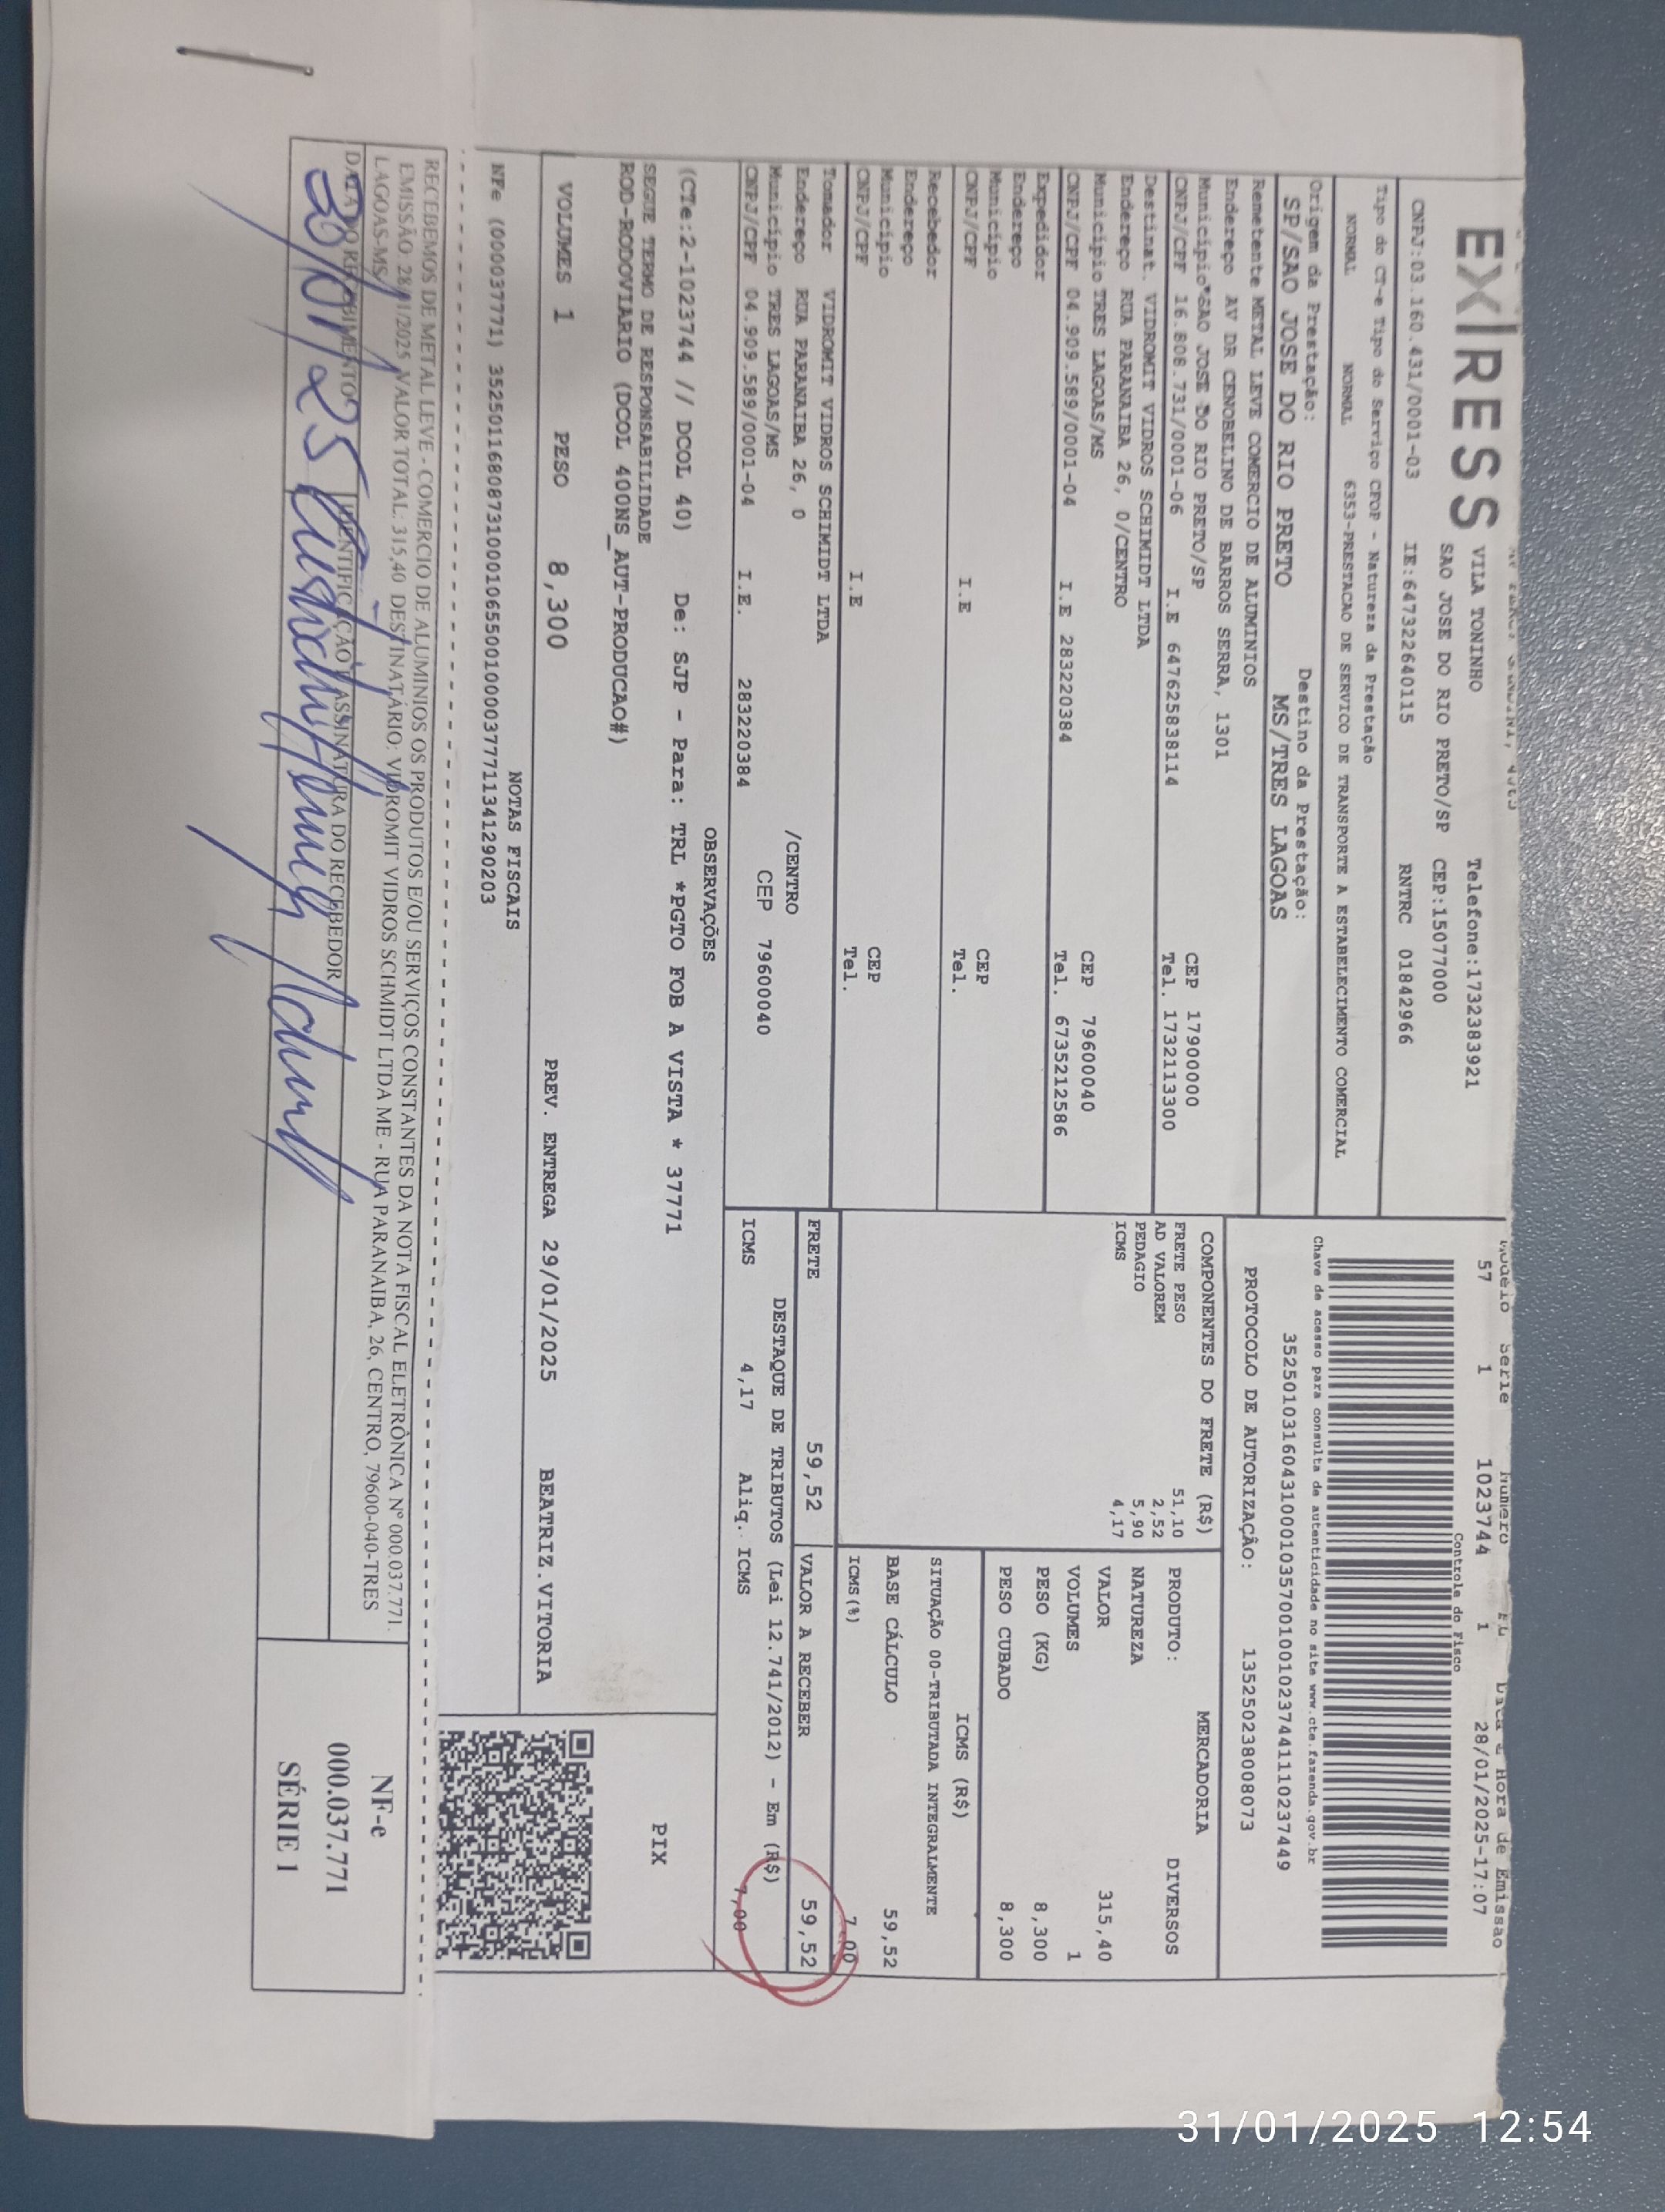 EXPRESS
VILA TONINHO Telefone:1732383921
SAO JOSE DO RIO PRETO/SP CEP:15077000
CNPJ:03.160.431/0001-03 IE:647322640115 RNTRC 01842966
Tipo do CT-e Tipo do Serviço CFOP - Natureza da Prestação
NORMAL NORMAL 6353-PRESTACAO DE SERVICO DE TRANSPORTE A ESTABELECIMENTO COMERCIAL
Origem da Prestação: Destino da Prestação:
SP/SAO JOSE DO RIO PRETO MS/TRES LAGOAS
Modelo Serie Numero FL Data e Hora de Emissao
57 1 1023744 1 28/01/2025-17:07
Controle do Fisco
Chave de acesso para consulta de autenticidade no site www.cte.fazenda.gov.br
35250103160431000103570010010237441110237449
PROTOCOLO DE AUTORIZAÇÃO: 135250238008073
Remetente METAL LEVE COMERCIO DE ALUMINIOS
Endereço AV DR CENOBELINO DE BARROS SERRA, 1301
Município SAO JOSE DO RIO PRETO/SP CEP 17900000
CNPJ/CPF 16.808.731/0001-06 I.E 647625838114 Tel. 1732113300
Destinat. VIDROMIT VIDROS SCHIMIDT LTDA
Endereço RUA PARANAIBA 26, 0/CENTRO
Município TRES LAGOAS/MS CEP 79600040
CNPJ/CPF 04.909.589/0001-04 I.E 283220384 Tel. 6735212586
Expedidor
Endereço
Município CEP
CNPJ/CPF I.E Tel.
Recebedor
Endereço
Município CEP
CNPJ/CPF I.E Tel.
Tomador VIDROMIT VIDROS SCHIMIDT LTDA
Endereço RUA PARANAIBA 26, 0 /CENTRO
Município TRES LAGOAS/MS CEP 79600040
CNPJ/CPF 04.909.589/0001-04 I.E. 283220384
COMPONENTES DO FRETE (R$)
FRETE PESO 51,10
AD VALOREM 2,52
PEDAGIO 5,90
ICMS 4,17
MERCADORIA
PRODUTO: DIVERSOS
NATUREZA
VALOR 315,40
VOLUMES 1
PESO (KG) 8,300
PESO CUBADO 8,300
ICMS (R$)
SITUAÇÃO 00-TRIBUTADA INTEGRALMENTE
BASE CÁLCULO 59,52
ICMS(%) 7,00
FRETE 59,52 VALOR A RECEBER 59,52
DESTAQUE DE TRIBUTOS (Lei 12.741/2012) - Em (R$)
ICMS 4,17 Aliq. ICMS 7,00
OBSERVAÇÕES
(CTe:2-1023744 // DCOL 40) De: SJP - Para: TRL *PGTO FOB A VISTA * 37771
SEGUE TERMO DE RESPONSABILIDADE
ROD-RODOVIARIO (DCOL 400NS_AUT-PRODUCAO#)
PIX
VOLUMES 1 PESO 8,300 PREV. ENTREGA 29/01/2025 BEATRIZ.VITORIA
NOTAS FISCAIS
NFe (000037771) 35250116808731000106550010000377711341290203
RECEBEMOS DE METAL LEVE - COMERCIO DE ALUMINIOS OS PRODUTOS E/OU SERVIÇOS CONSTANTES DA NOTA FISCAL ELETRÔNICA Nº 000.037.771.
EMISSÃO: 28/01/2025 VALOR TOTAL: 315,40 DESTINATÁRIO: VIDROMIT VIDROS SCHMIDT LTDA ME - RUA PARANAIBA, 26, CENTRO, 79600-040-TRES
LAGOAS-MS
DATA DO RECEBIMENTO IDENTIFICAÇÃO E ASSINATURA DO RECEBEDOR
NF-e
000.037.771
SÉRIE 1
31/01/2025 12:54